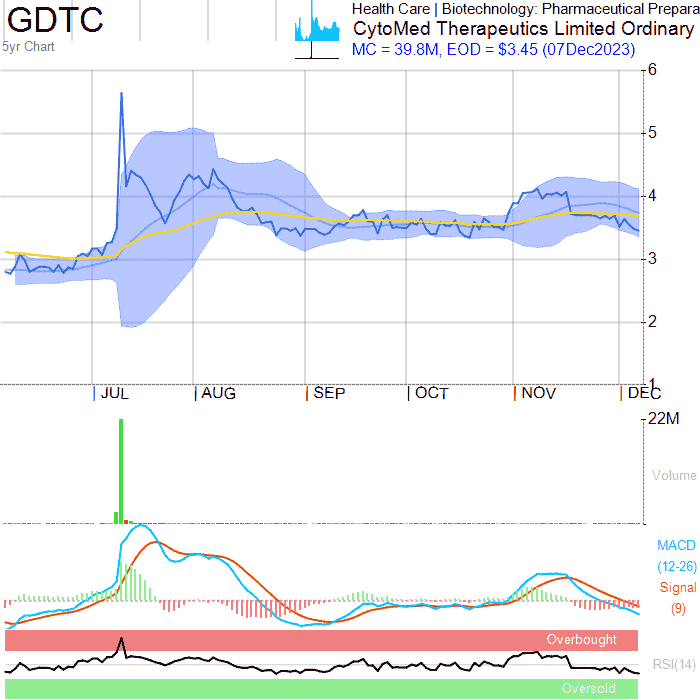 GDTC
5yr Chart
Health Care | Biotechnology: Pharmaceutical Prepara
CytoMed Therapeutics Limited Ordinary
MC = 39.8M, EOD = $3.45 (07Dec2023)
6
5
4
3
2
1
JUL AUG SEP OCT NOV DEC
22M
Volume
MACD
(12-26)
Signal
(9)
Overbought
RSI(14)
Oversold